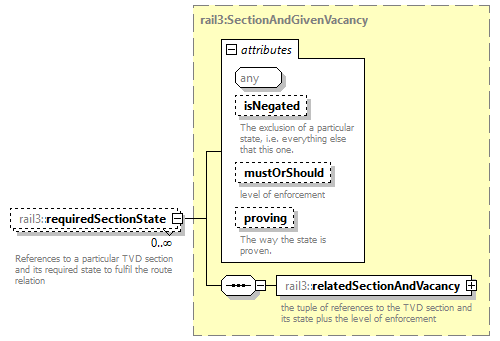 rail3:SectionAndGivenVacancy
attributes
any
isNegated
The exclusion of a particular
state, i.e. everything else
that this one.
mustOrShould
level of enforcement
proving
The way the state is
proven.
rail3::requiredSectionState
0..∞
References to a particular TVD section
and its required state to fulfil the route
relation
rail3::relatedSectionAndVacancy
the tuple of references to the TVD section and
its state plus the level of enforcement